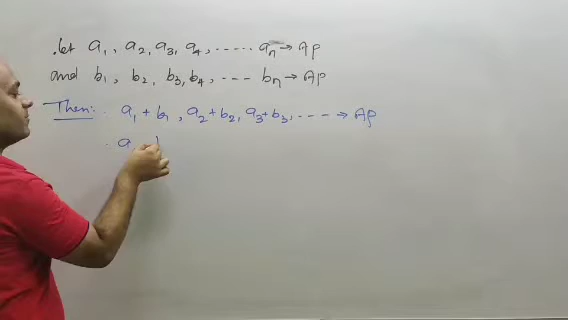 .let a₁, a₂, a₃, a₄, ...... aₙ → Ap
and b₁, b₂, b₃, b₄, --- bₙ → Ap
Then: . a₁+b₁, a₂+b₂, a₃+b₃, ---- → Ap
. a